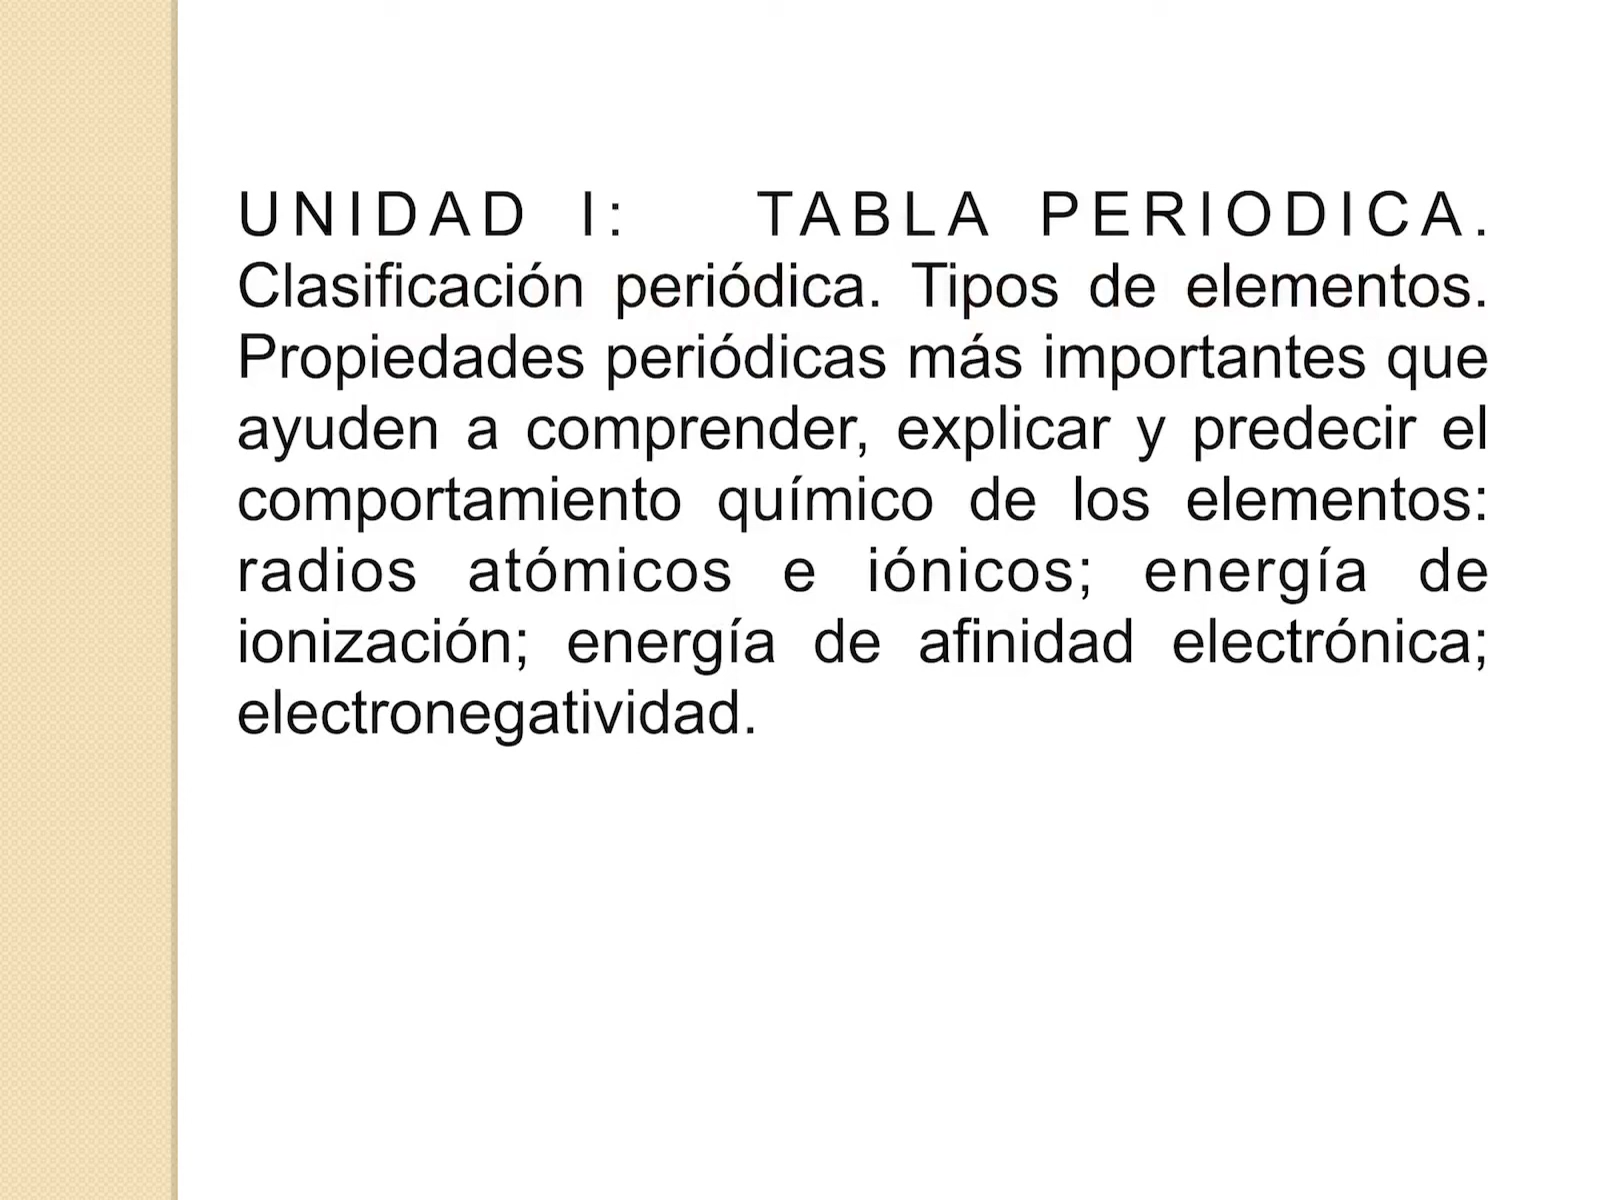 UNIDAD I: TABLA PERIODICA.
Clasificación periódica. Tipos de elementos.
Propiedades periódicas más importantes que
ayuden a comprender, explicar y predecir el
comportamiento químico de los elementos:
radios atómicos e iónicos; energía de
ionización; energía de afinidad electrónica;
electronegatividad.